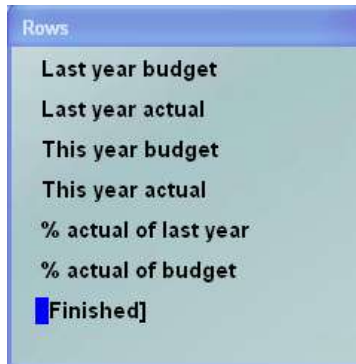 Rows
Last year budget
Last year actual
This year budget
This year actual
% actual of last year
% actual of budget
Finished]